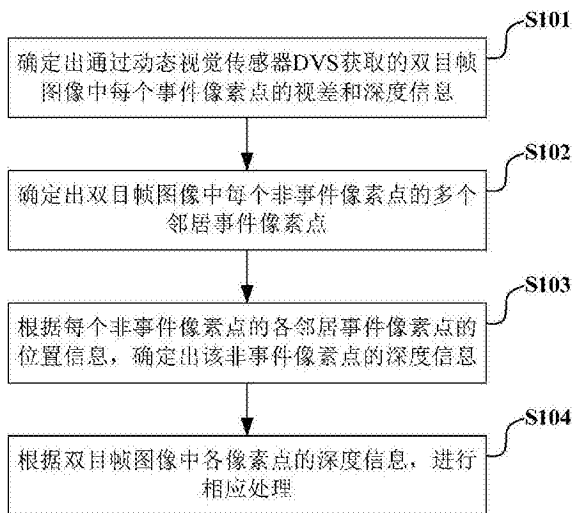 S101
确定出通过动态视觉传感器DVS获取的双目帧
图像中每个事件像素点的视差和深度信息
S102
确定出双目帧图像中每个非事件像素点的多个
邻居事件像素点
S103
根据每个非事件像素点的各邻居事件像素点的
位置信息，确定出该非事件像素点的深度信息
S104
根据双目帧图像中各像素点的深度信息，进行
相应处理